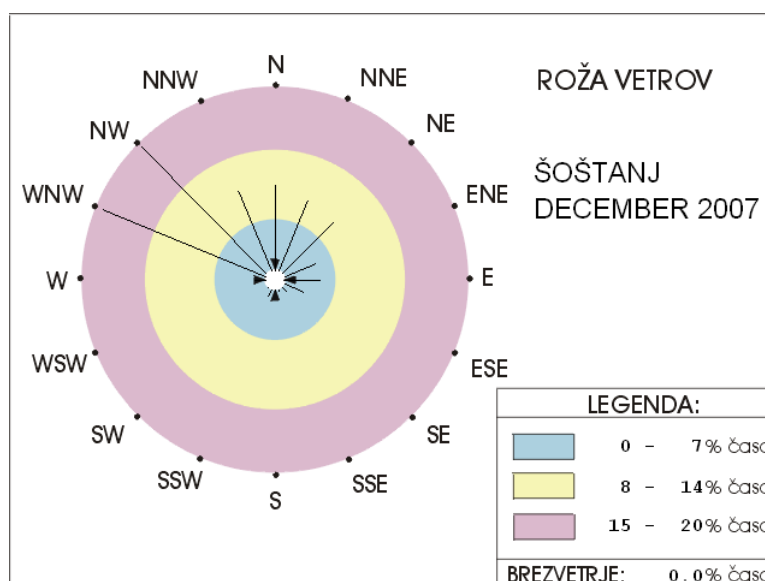 N
NNE
NE
ENE
E
ESE
SE
SSE
S
SSW
SW
WSW
W
WNW
NW
NNW
ROŽA VETROV
ŠOŠTANJ
DECEMBER 2007
LEGENDA:
0 - 7% časa
8 - 14% časa
15 - 20% časa
BREZVETRJE: 0.0% časa